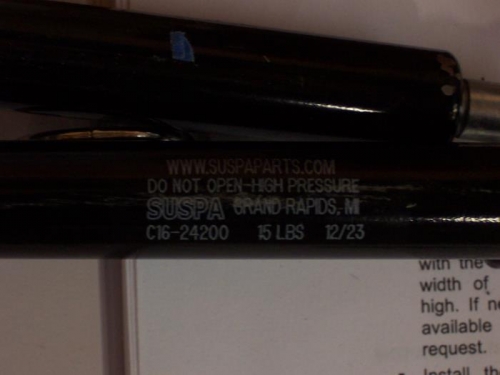 WWW.SUSPAPARTS.COM
DO NOT OPEN-HIGH PRESSURE
SUSPA GRAND RAPIDS, MI
C16-24200 15 LBS 12/23
with the
width of
high. If
available
request.
Install